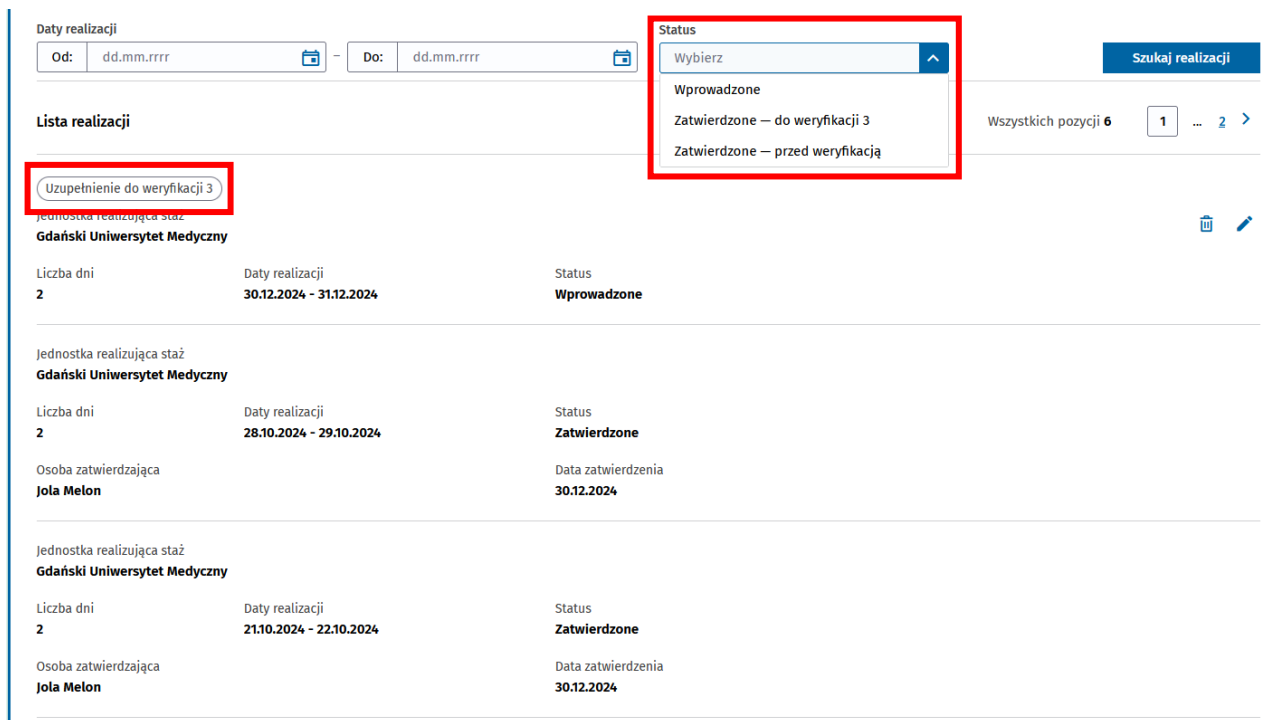 Daty realizacji
Status
Od: dd.mm.rrrr – Do: dd.mm.rrrr
Wybierz
Szukaj realizacji
Wprowadzone
Zatwierdzone — do weryfikacji 3
Zatwierdzone — przed weryfikacją
Lista realizacji
Wszystkich pozycji 6 1 ... 2
Uzupełnienie do weryfikacji 3
Jednostka realizująca staż
Gdański Uniwersytet Medyczny
Liczba dni Daty realizacji Status
2 30.12.2024 - 31.12.2024 Wprowadzone
Jednostka realizująca staż
Gdański Uniwersytet Medyczny
Liczba dni Daty realizacji Status
2 28.10.2024 - 29.10.2024 Zatwierdzone
Osoba zatwierdzająca Data zatwierdzenia
Jola Melon 30.12.2024
Jednostka realizująca staż
Gdański Uniwersytet Medyczny
Liczba dni Daty realizacji Status
2 21.10.2024 - 22.10.2024 Zatwierdzone
Osoba zatwierdzająca Data zatwierdzenia
Jola Melon 30.12.2024